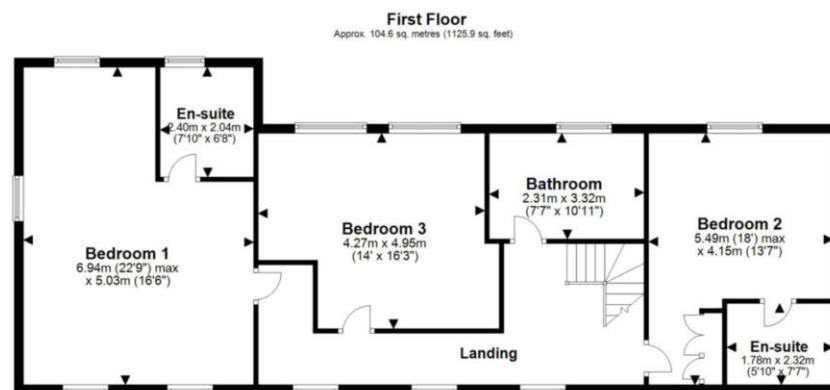 First Floor
Approx. 104.6 sq. metres (1125.9 sq. feet)
En-suite
2.40m x 2.04m
(7'10" x 6'8")
Bathroom
2.31m x 3.32m
(7'7" x 10'11")
Bedroom 3
4.27m x 4.95m
(14' x 16'3")
Bedroom 2
5.49m (18') max
x 4.15m (13'7")
Bedroom 1
6.94m (22'9") max
x 5.03m (16'6")
Landing
En-suite
1.78m x 2.32m
(5'10" x 7'7")